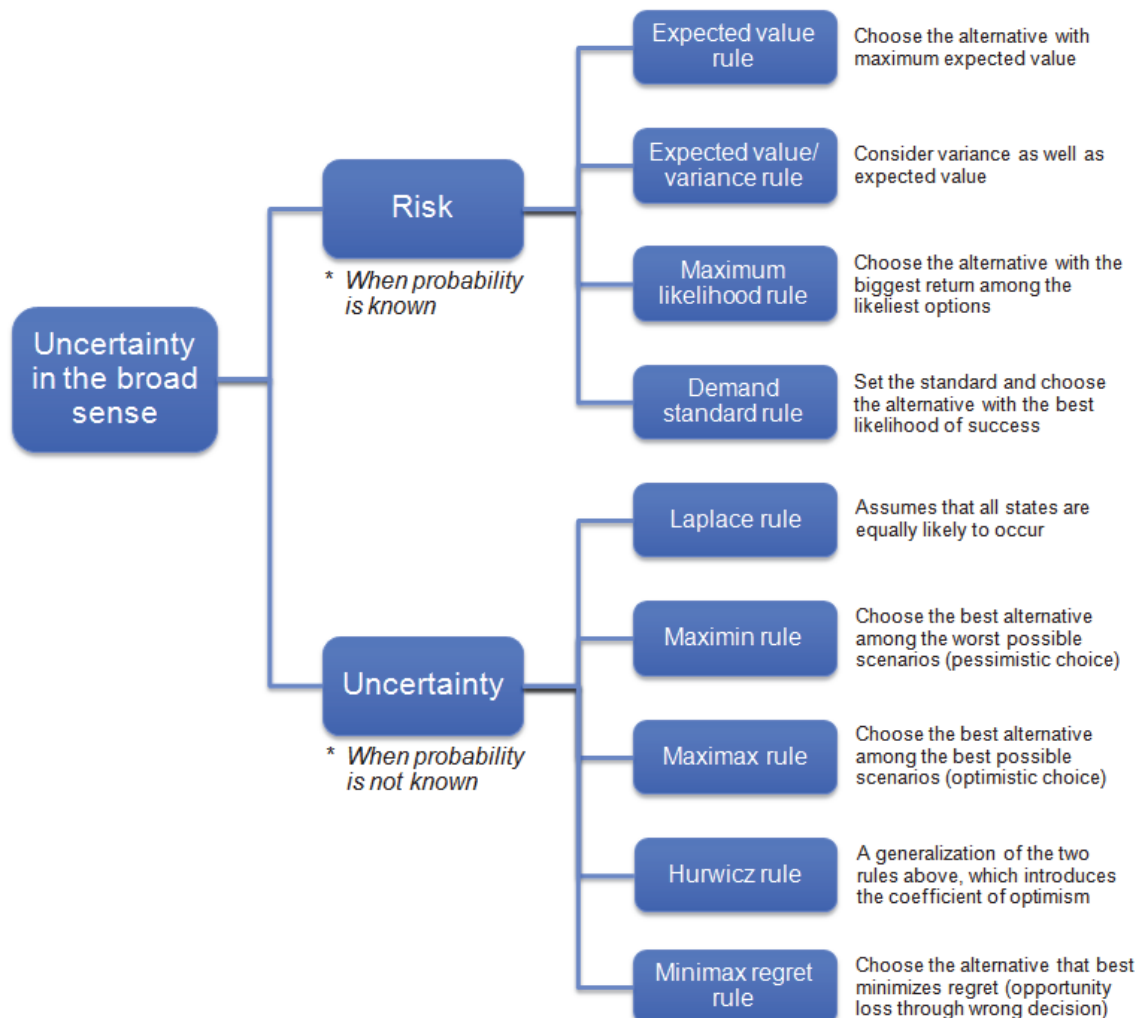 Uncertainty
in the broad
sense
Risk
* When probability
is known
Expected value
rule
Choose the alternative with
maximum expected value
Expected value/
variance rule
Consider variance as well as
expected value
Maximum
likelihood rule
Choose the alternative with the
biggest return among the
likeliest options
Demand
standard rule
Set the standard and choose
the alternative with the best
likelihood of success
Uncertainty
* When probability
is not known
Laplace rule
Assumes that all states are
equally likely to occur
Maximin rule
Choose the best alternative
among the worst possible
scenarios (pessimistic choice)
Maximax rule
Choose the best alternative
among the best possible
scenarios (optimistic choice)
Hurwicz rule
A generalization of the two
rules above, which introduces
the coefficient of optimism
Minimax regret
rule
Choose the alternative that best
minimizes regret (opportunity
loss through wrong decision)